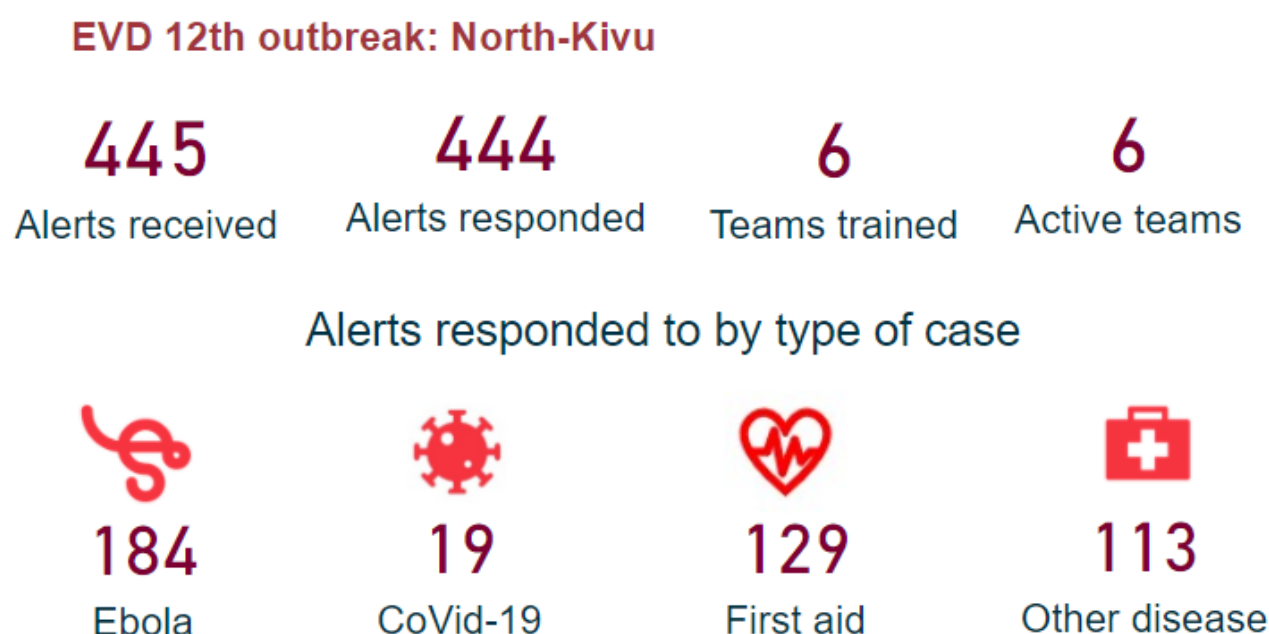 EVD 12th outbreak: North-Kivu
445 444 6 6
Alerts received Alerts responded Teams trained Active teams
Alerts responded to by type of case
184 19 129 113
Ebola CoVid-19 First aid Other disease